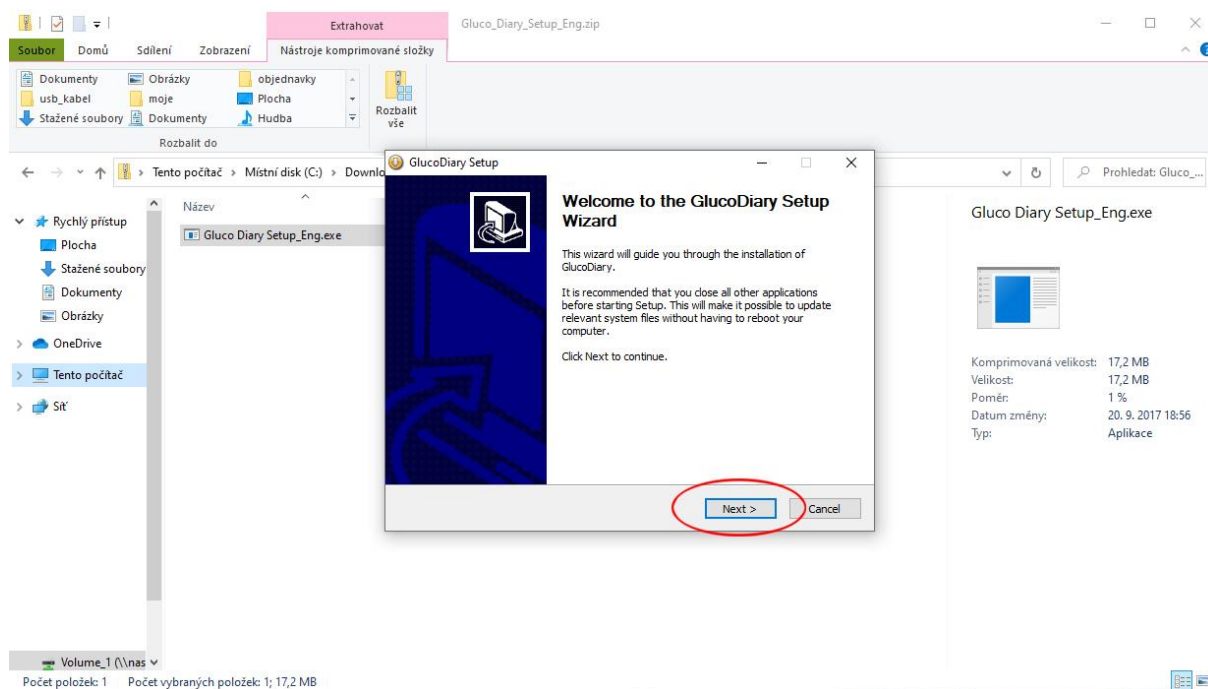 Extrahovat
Gluco_Diary_Setup_Eng.zip
Soubor Domů Sdílení Zobrazení Nástroje komprimované složky
Dokumenty Obrázky objednavky
usb_kabel moje Plocha
Stažené soubory Dokumenty Hudba
Rozbalit
vše
Rozbalit do
Tento počítač > Místní disk (C:) > Downlo
Prohledat: Gluco_...
Rychlý přístup
Plocha
Stažené soubory
Dokumenty
Obrázky
OneDrive
Tento počítač
Síť
Volume_1 (\\nas
Název
Gluco Diary Setup_Eng.exe
GlucoDiary Setup
Welcome to the GlucoDiary Setup
Wizard
This wizard will guide you through the installation of
GlucoDiary.
It is recommended that you close all other applications
before starting Setup. This will make it possible to update
relevant system files without having to reboot your
computer.
Click Next to continue.
Next > Cancel
Gluco Diary Setup_Eng.exe
Komprimovaná velikost: 17,2 MB
Velikost: 17,2 MB
Poměr: 1 %
Datum změny: 20. 9. 2017 18:56
Typ: Aplikace
Počet položek: 1 Počet vybraných položek: 1; 17,2 MB